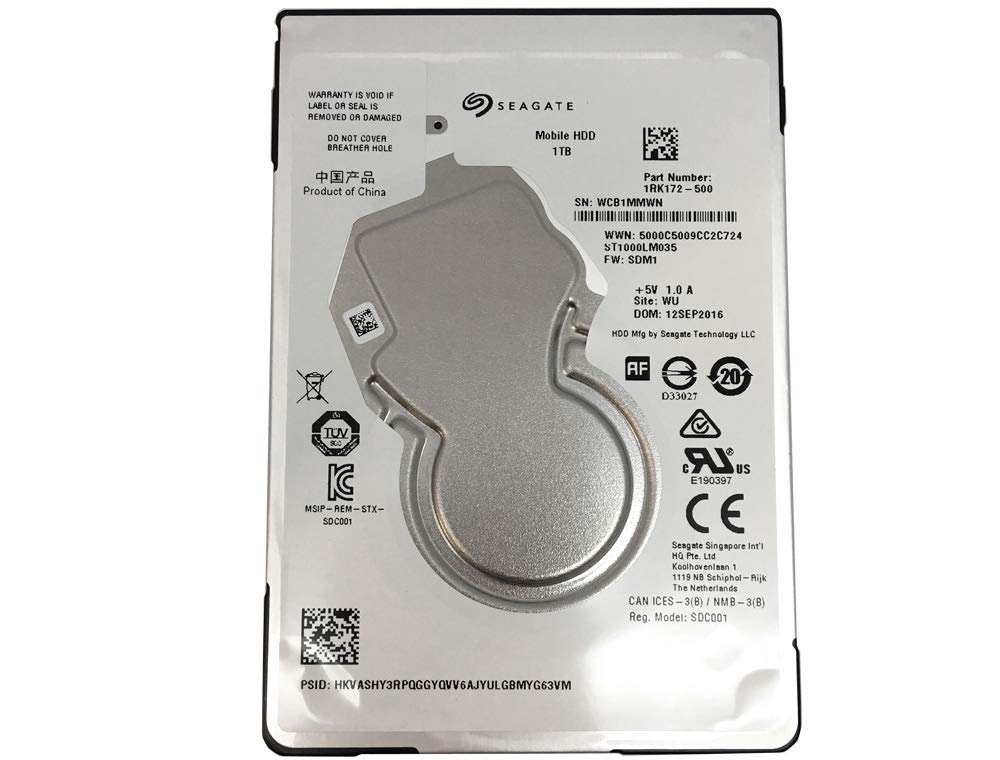 WARRANTY IS VOID IF
LABEL OR SEAL IS
REMOVED OR DAMAGED
DO NOT COVER
BREATHER HOLE
中国产品
Product of China
SEAGATE
Mobile HDD
1TB
Part Number:
1RK172-500
SN: WCB1MMWN
WWN: 5000C5009CC2C724
ST1000LM035
FW: SDM1
+5V 1.0 A
Site: WU
DOM: 12SEP2016
HDD Mfg by Seagate Technology LLC
AF
D33027
20
TÜV
SÜD
c RU ® US
E190397
CE
MSIP-REM-STX-
SDC001
Seagate Singapore Int'l
HQ Pte. Ltd
Koolhovenlaan 1
1119 NB Schiphol-Rijk
The Netherlands
CAN ICES-3(B) / NMB-3(B)
Reg. Model: SDC001
PSID: HKVASHY3RPQGGYQVV6AJYULGBMYG63VM